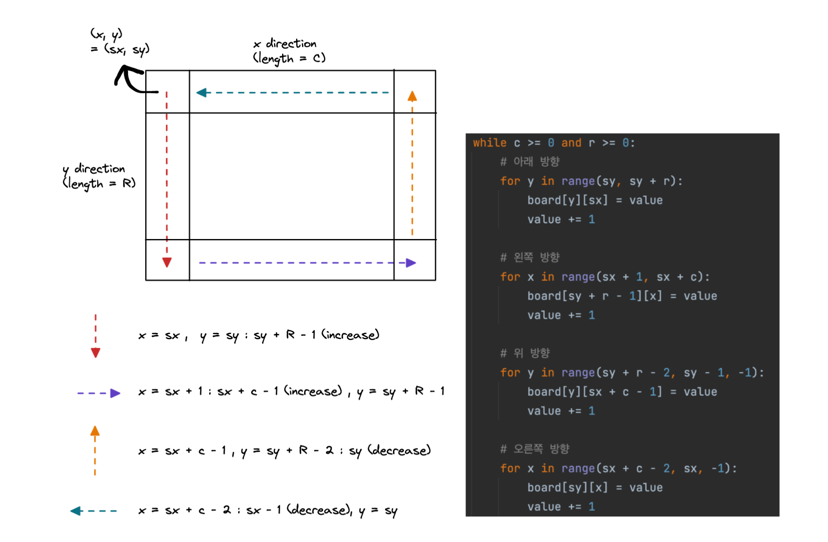 (x, y)
= (sx, sy)
x direction
(length = C)
y direction
(length = R)
x = sx , y = sy : sy + R - 1 (increase)
x = sx + 1 : sx + c - 1 (increase) , y = sy + R - 1
x = sx + c - 1 , y = sy + R - 2 : sy (decrease)
x = sx + c - 2 : sx - 1 (decrease), y = sy
while c >= 0 and r >= 0:
# 아래 방향
for y in range(sy, sy + r):
board[y][sx] = value
value += 1
# 왼쪽 방향
for x in range(sx + 1, sx + c):
board[sy + r - 1][x] = value
value += 1
# 위 방향
for y in range(sy + r - 2, sy - 1, -1):
board[y][sx + c - 1] = value
value += 1
# 오른쪽 방향
for x in range(sx + c - 2, sx, -1):
board[sy][x] = value
value += 1